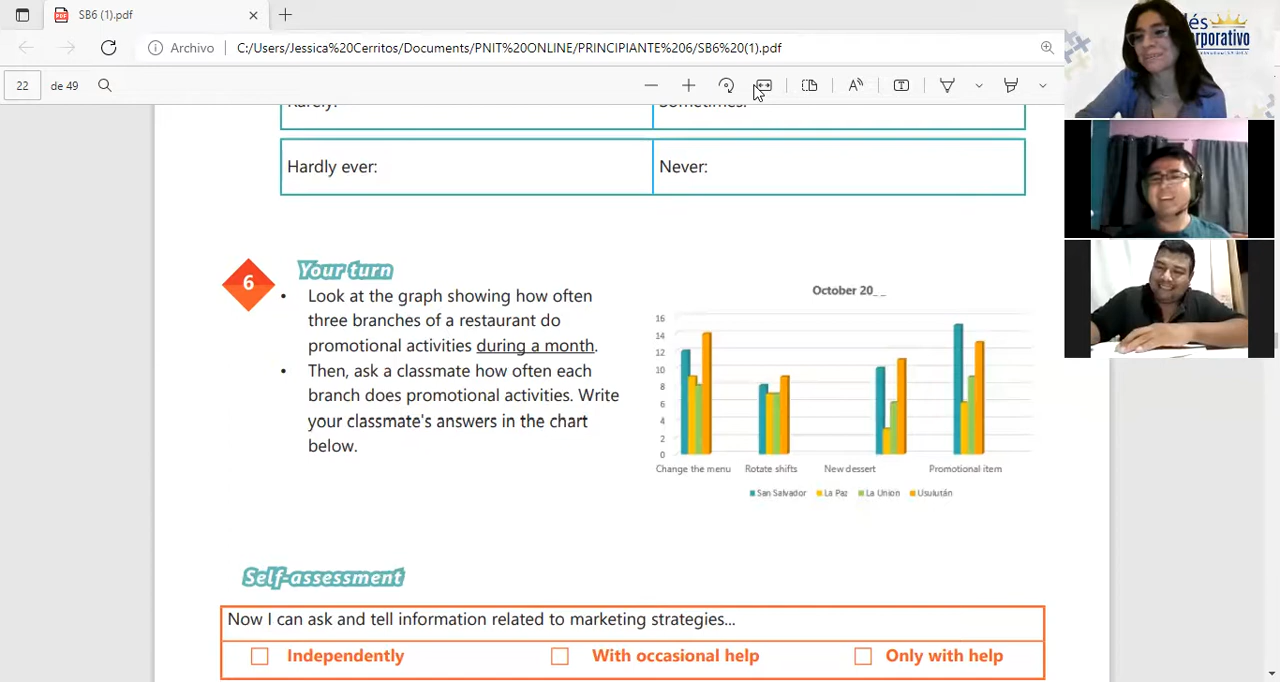 SB6 (1).pdf
Archivo
C:/Users/Jessica%20Cerritos/Documents/PNIT%20ONLINE/PRINCIPIANTE%206/SB6%20(1).pdf
22 de 49
Rarely: Sometimes:
Hardly ever: Never:
6
Your turn
• Look at the graph showing how often
three branches of a restaurant do
promotional activities during a month.
• Then, ask a classmate how often each
branch does promotional activities. Write
your classmate's answers in the chart
below.
October 20_ _
16
14
12
10
8
6
4
2
0
Change the menu Rotate shifts New dessert Promotional item
San Salvador La Paz La Union Usulután
Self-assessment
Now I can ask and tell information related to marketing strategies...
Independently With occasional help Only with help